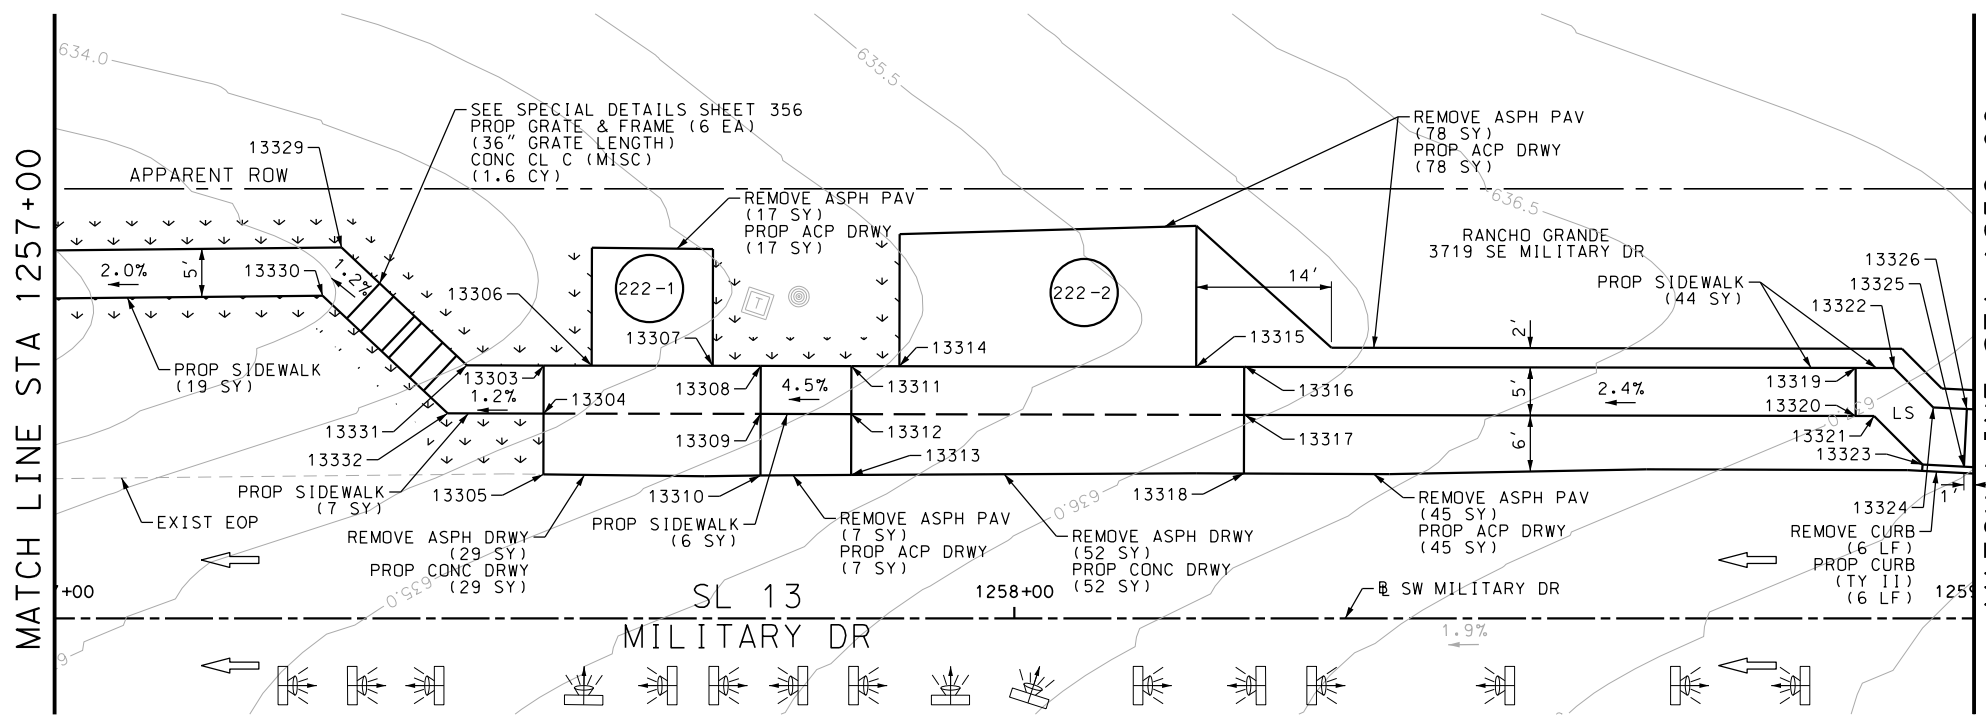 MATCH LINE STA 1257+00
634.0
635.5
SEE SPECIAL DETAILS SHEET 356
PROP GRATE & FRAME (6 EA)
(36" GRATE LENGTH)
CONC CL C (MISC)
(1.6 CY)
13329
APPARENT ROW
REMOVE ASPH PAV
(78 SY)
PROP ACP DRWY
(78 SY)
REMOVE ASPH PAV
(17 SY)
PROP ACP DRWY
(17 SY)
636.5
RANCHO GRANDE
3719 SE MILITARY DR
2.0%
5'
13330
1.2%
13306
222-1
T
222-2
14'
PROP SIDEWALK
(44 SY)
13326
13325
13322
13307
13314
13315
2'
PROP SIDEWALK
(19 SY)
13303
1.2%
13304
13308
4.5%
13311
13316
5'
2.4%
13319
13320
LS
13331
13332
13309
13312
13313
13317
6'
13321
13323
PROP SIDEWALK
(7 SY)
13305
13310
13318
636.0
1'
13324
EXIST EOP
REMOVE ASPH DRWY
(29 SY)
PROP CONC DRWY
(29 SY)
PROP SIDEWALK
(6 SY)
REMOVE ASPH PAV
(7 SY)
PROP ACP DRWY
(7 SY)
REMOVE ASPH DRWY
(52 SY)
PROP CONC DRWY
(52 SY)
REMOVE ASPH PAV
(45 SY)
PROP ACP DRWY
(45 SY)
REMOVE CURB
(6 LF)
PROP CURB
(TY II)
(6 LF)
+00
635.0
SL 13
1258+00
BL SW MILITARY DR
1259
MILITARY DR
1.9%